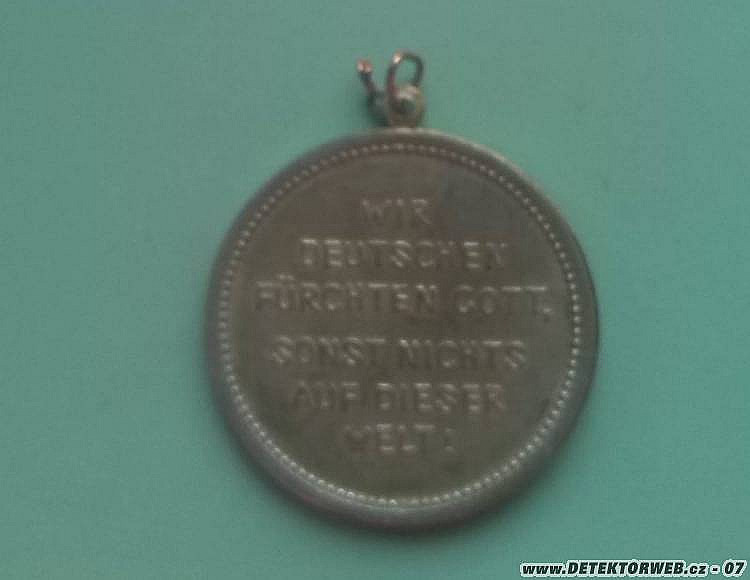 WIR
DEUTSCHEN
FÜRCHTEN GOTT,
SONST NICHTS
AUF DIESER
WELT!
www.DETEKTORWEB.cz - 07